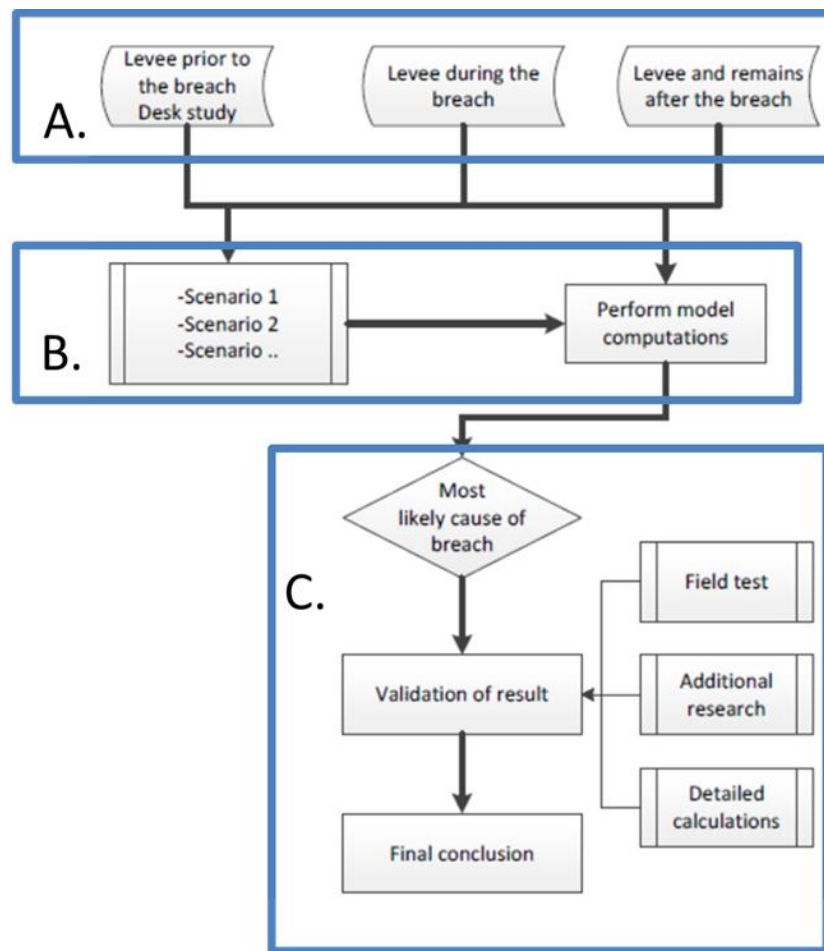 A.
Levee prior to
the breach
Desk study
Levee during the
breach
Levee and remains
after the breach
B.
-Scenario 1
-Scenario 2
-Scenario ..
Perform model
computations
C.
Most
likely cause of
breach
Validation of result
Field test
Additional
research
Detailed
calculations
Final conclusion